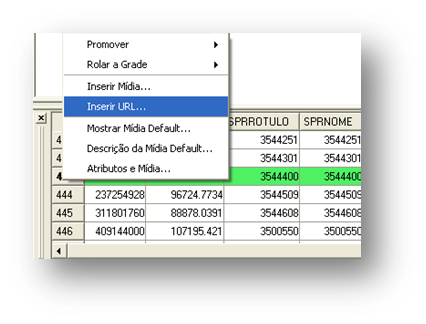 Promover
Rolar a Grade
Inserir Mídia...
Inserir URL...
Mostrar Mídia Default...
Descrição da Mídia Default...
Atributos e Mídia...
SPRROTULO SPRNOME
4 3544251 3544251
4 3544301 3544301
4 3544400 3544400
444 237254928 96724.7734 3544509 3544509
445 311801760 88878.0391 3544608 3544608
446 409144000 107195.421 3500550 3500550